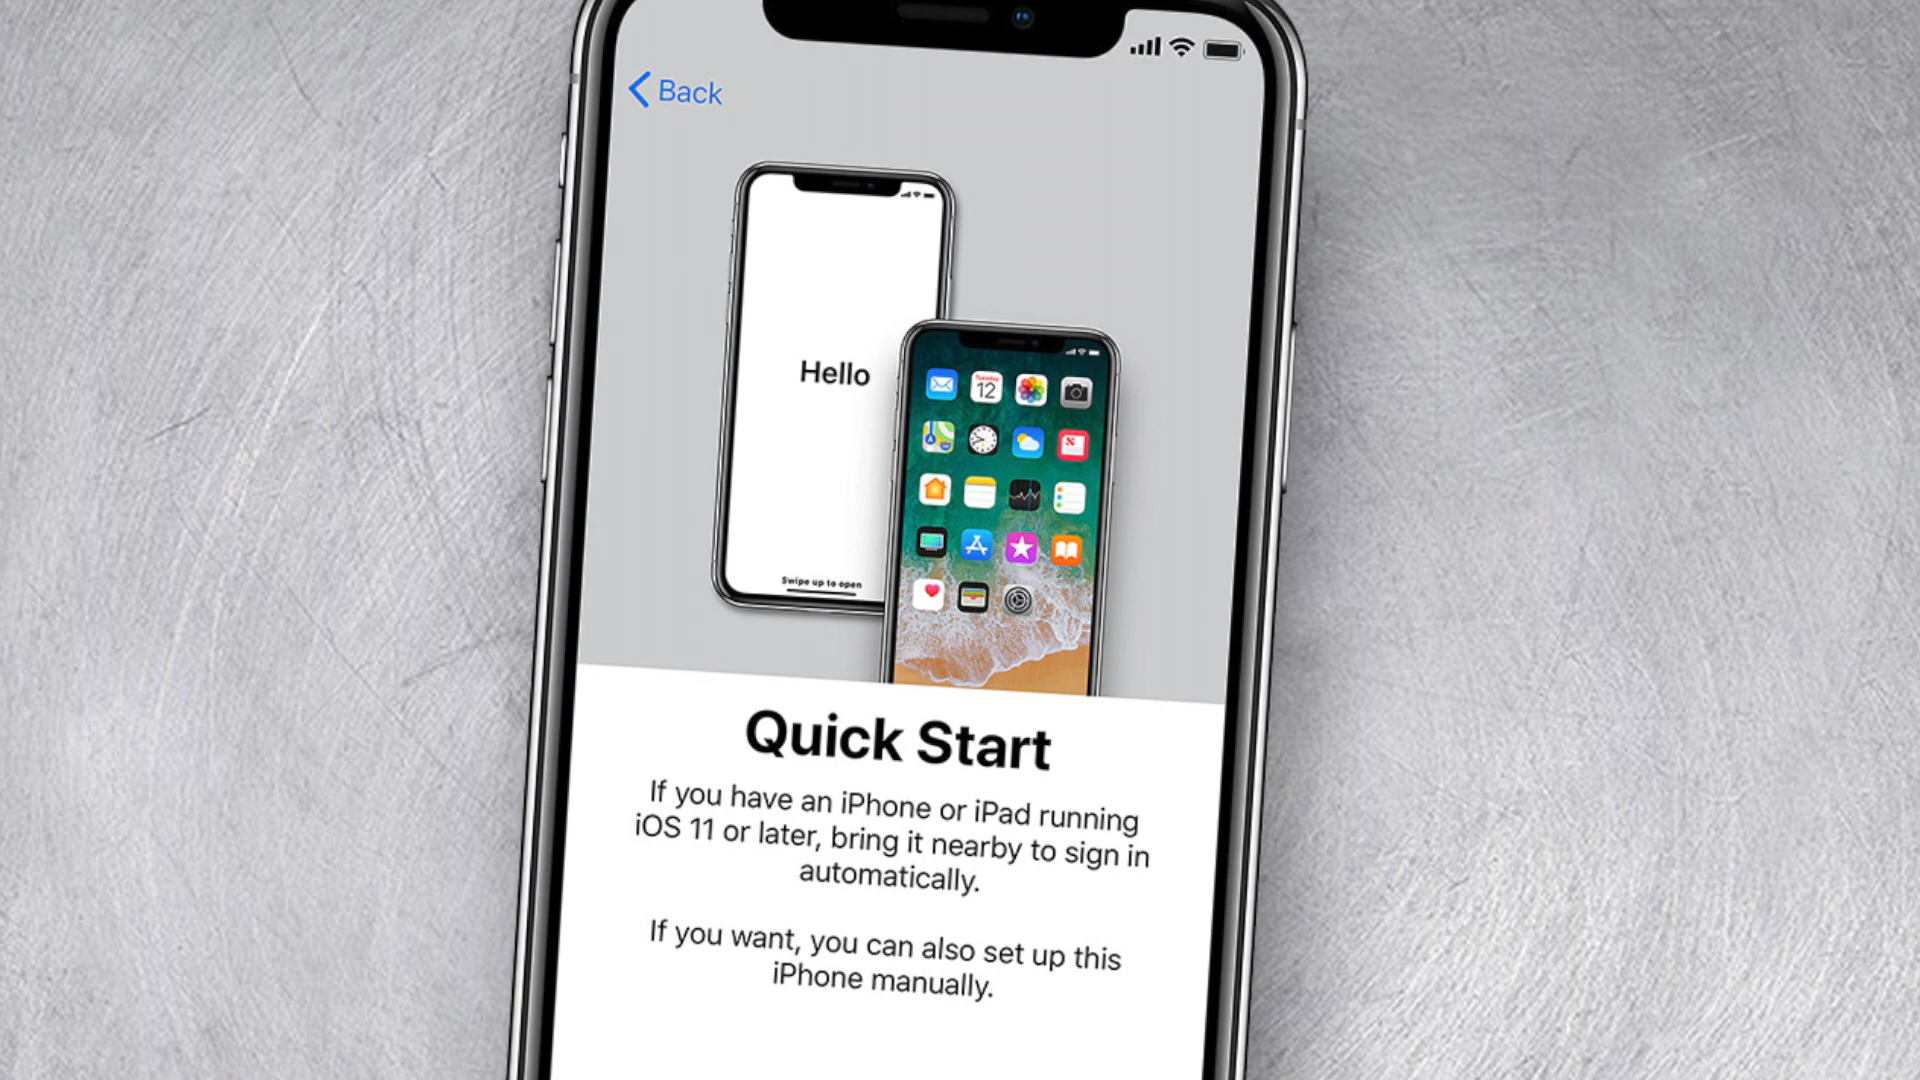 Back
Hello
Tuesday
12
Swipe up to open
Quick Start
If you have an iPhone or iPad running
iOS 11 or later, bring it nearby to sign in
automatically.
If you want, you can also set up this
iPhone manually.